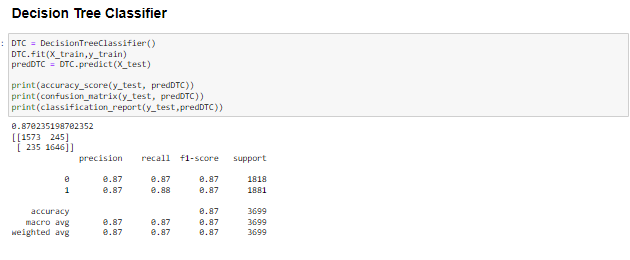 Decision Tree Classifier
: DTC = DecisionTreeClassifier()
DTC.fit(X_train,y_train)
predDTC = DTC.predict(X_test)
print(accuracy_score(y_test, predDTC))
print(confusion_matrix(y_test, predDTC))
print(classification_report(y_test,predDTC))
0.870235198702352
[[1573 245]
[ 235 1646]]
precision recall f1-score support
0 0.87 0.87 0.87 1818
1 0.87 0.88 0.87 1881
accuracy 0.87 3699
macro avg 0.87 0.87 0.87 3699
weighted avg 0.87 0.87 0.87 3699